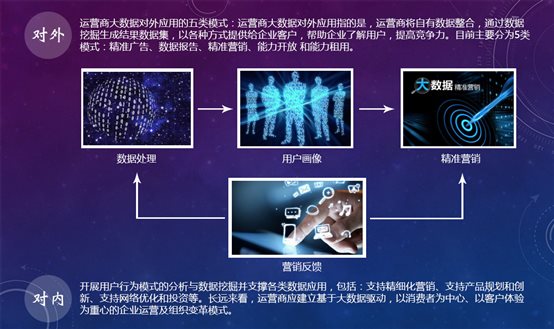 对外
运营商大数据对外应用的五类模式：运营商大数据对外应用指的是，运营商将自有数据整合，通过数据
挖掘生成结果数据集，以各种方式提供给企业客户，帮助企业了解用户，提高竞争力。目前主要分为5类
模式：精准广告、数据报告、精准营销、能力开放 和能力租用。
大数据 精准营销
数据处理
用户画像
精准营销
营销反馈
对内
开展用户行为模式的分析与数据挖掘并支撑各类数据应用，包括：支持精细化营销、支持产品规划和创
新、支持网络优化和投资等。长远来看，运营商应建立基于大数据驱动，以消费者为中心、以客户体验
为重心的企业运营及组织变革模式。